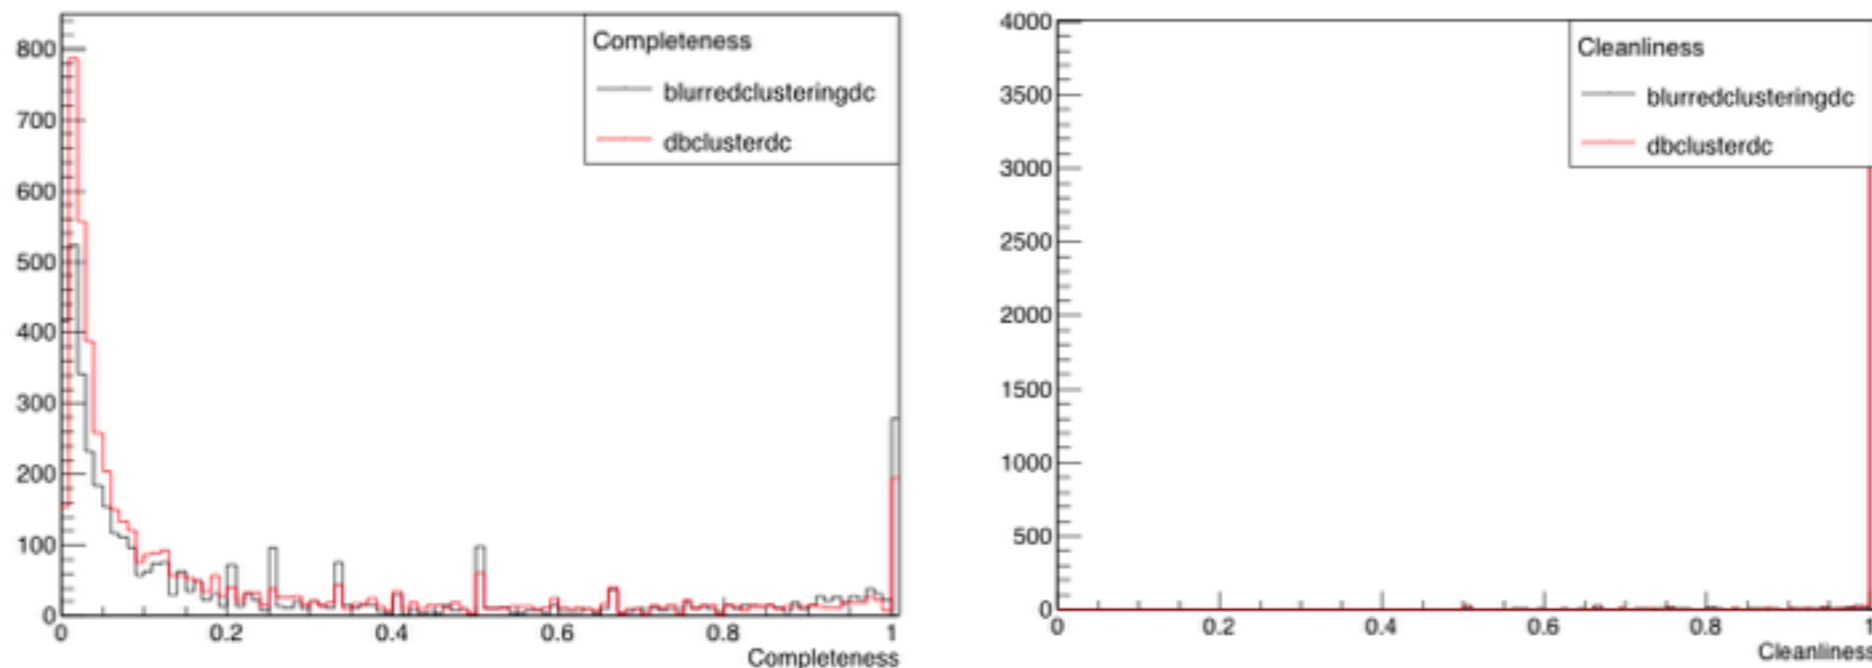 800
700
600
500
400
300
200
100
0
0 0.2 0.4 0.6 0.8 1
Completeness
Completeness
blurredclusteringdc
dbclusterdc
4000
3500
3000
2500
2000
1500
1000
500
0
0 0.2 0.4 0.6 0.8 1
Cleanliness
Cleanliness
blurredclusteringdc
dbclusterdc